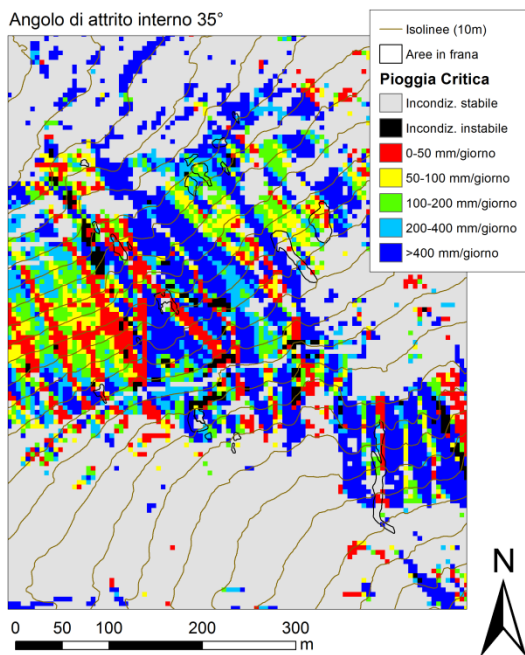 Angolo di attrito interno 35°
Isolinee (10m)
Aree in frana
Pioggia Critica
Incondiz. stabile
Incondiz. instabile
0-50 mm/giorno
50-100 mm/giorno
100-200 mm/giorno
200-400 mm/giorno
>400 mm/giorno
N
0 50 100 200 300
m